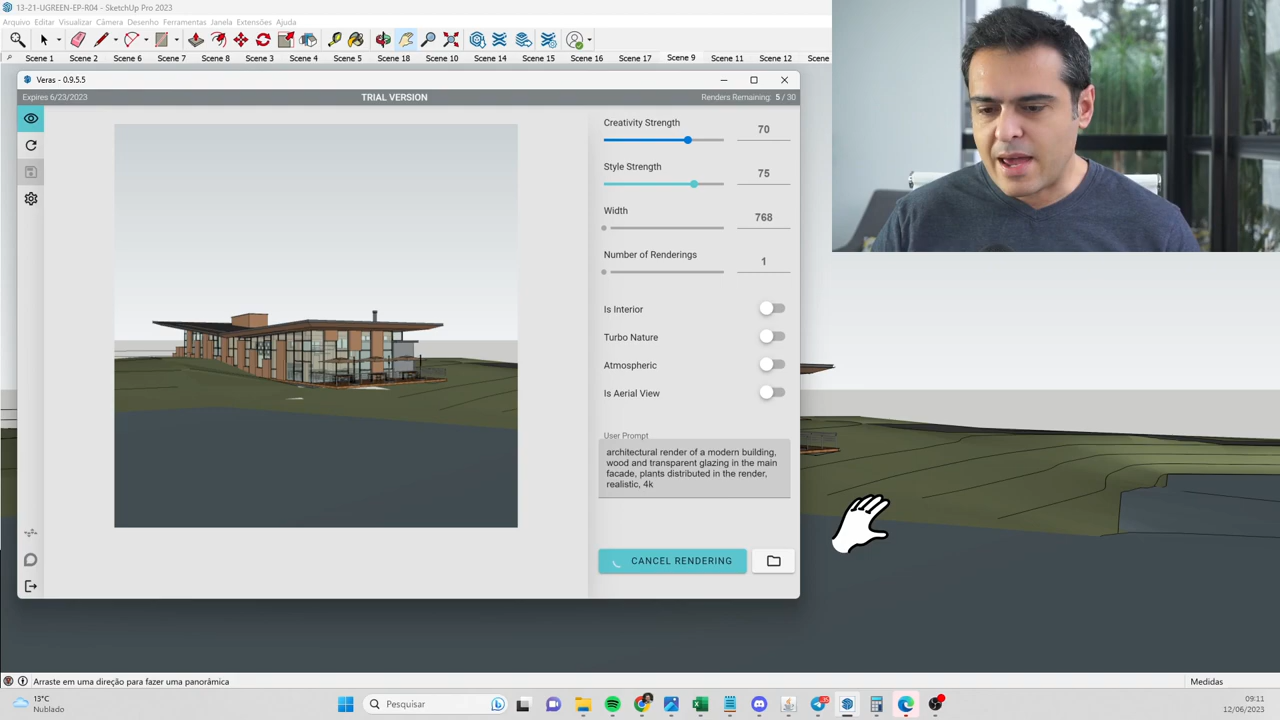 13-21-UGREEN-EP-R04 - SketchUp Pro 2023
Arquivo Editar Visualizar Câmera Desenho Ferramentas Janela Extensões Ajuda
Scene 1 Scene 2 Scene 6 Scene 7 Scene 8 Scene 3 Scene 4 Scene 5 Scene 18 Scene 10 Scene 14 Scene 15 Scene 16 Scene 17 Scene 9 Scene 11 Scene 12 Scene
Veras - 0.9.5.5
Expires 6/23/2023 TRIAL VERSION Renders Remaining: 5 / 30
Creativity Strength 70
Style Strength 75
Width 768
Number of Renderings 1
Is Interior
Turbo Nature
Atmospheric
Is Aerial View
User Prompt
architectural render of a modern building,
wood and transparent glazing in the main
facade, plants distributed in the render,
realistic, 4k
CANCEL RENDERING
Arraste em uma direção para fazer uma panorâmica Medidas
13°C
Nublado
Pesquisar
09:11
12/06/2023